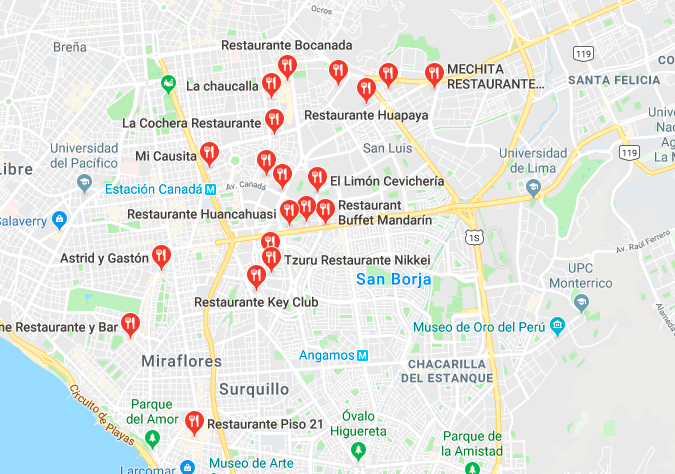 Breña
Restaurante Bocanada
119
SANTA FELICIA
MECHITA
RESTAURANTE...
La chaucalla
Restaurante Huapaya
La Cochera Restaurante
Universidad
del Pacífico
Mi Causita
San Luis
Universidad
de Lima
119
La M
Libre
Estación Canadá M
Av. Canadá
El Limón Cevichería
Salaverry
Restaurante Huancahuasi
Restaurant
Buffet Mandarín
1S
Av. Raúl Ferrero
Astrid y Gastón
Tzuru Restaurante Nikkei
San Borja
UPC
Monterrico
Restaurante Key Club
Alameda
ne Restaurante y Bar
Museo de Oro del Perú
Miraflores
Angamos M
CHACARILLA
DEL ESTANQUE
Surquillo
Circuito de Playas
Parque
del Amor
Restaurante Piso 21
Óvalo
Higuereta
Parque de
la Amistad
Larcomar
Museo de Arte